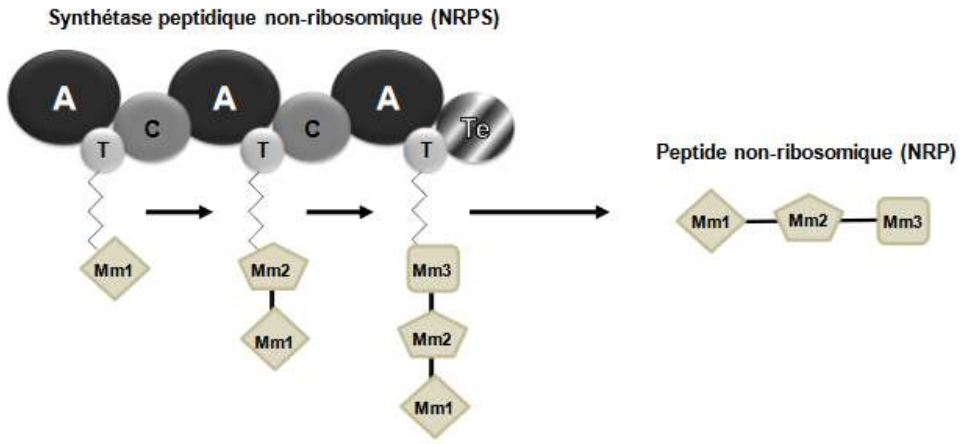 Synthétase peptidique non-ribosomique (NRPS)
A A A
C C Te
T T T
Peptide non-ribosomique (NRP)
Mm1 Mm2 Mm3
Mm1 Mm2 Mm3
Mm1 Mm2
Mm1